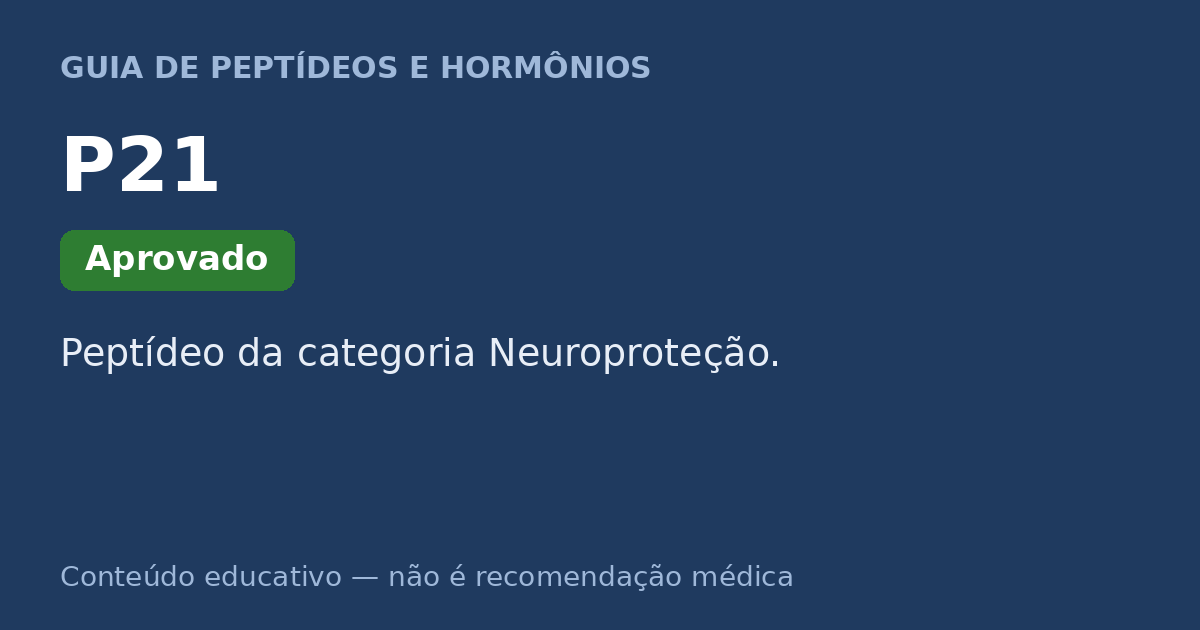 GUIA DE PEPTÍDEOS E HORMÔNIOS
P21
Aprovado
Peptídeo da categoria Neuroproteção.
Conteúdo educativo — não é recomendação médica